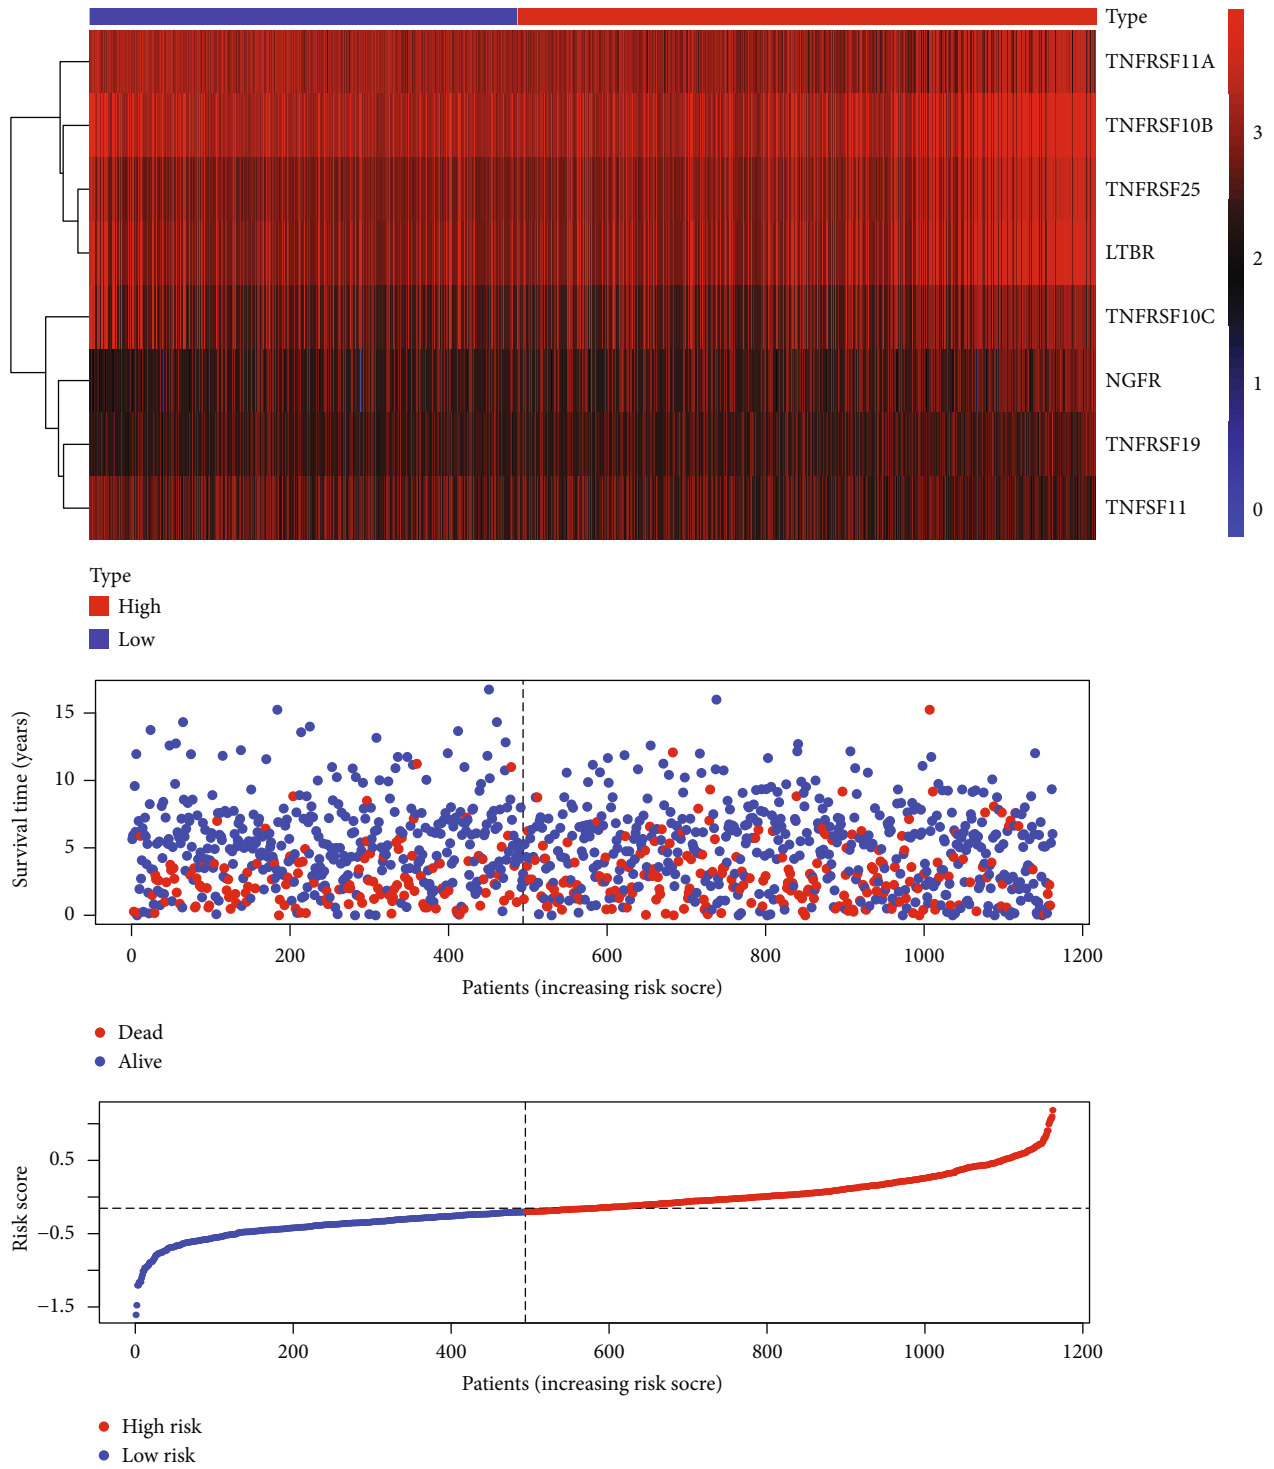 Type
TNFRSF11A
TNFRSF10B
TNFRSF25
LTBR
TNFRSF10C
NGFR
TNFRSF19
TNFSF11
3
2
1
0
Type
High
Low
Survival time (years)
15
10
5
0
0 200 400 600 800 1000 1200
Patients (increasing risk socre)
Dead
Alive
Risk score
0.5
−0.5
−1.5
0 200 400 600 800 1000 1200
Patients (increasing risk socre)
High risk
Low risk